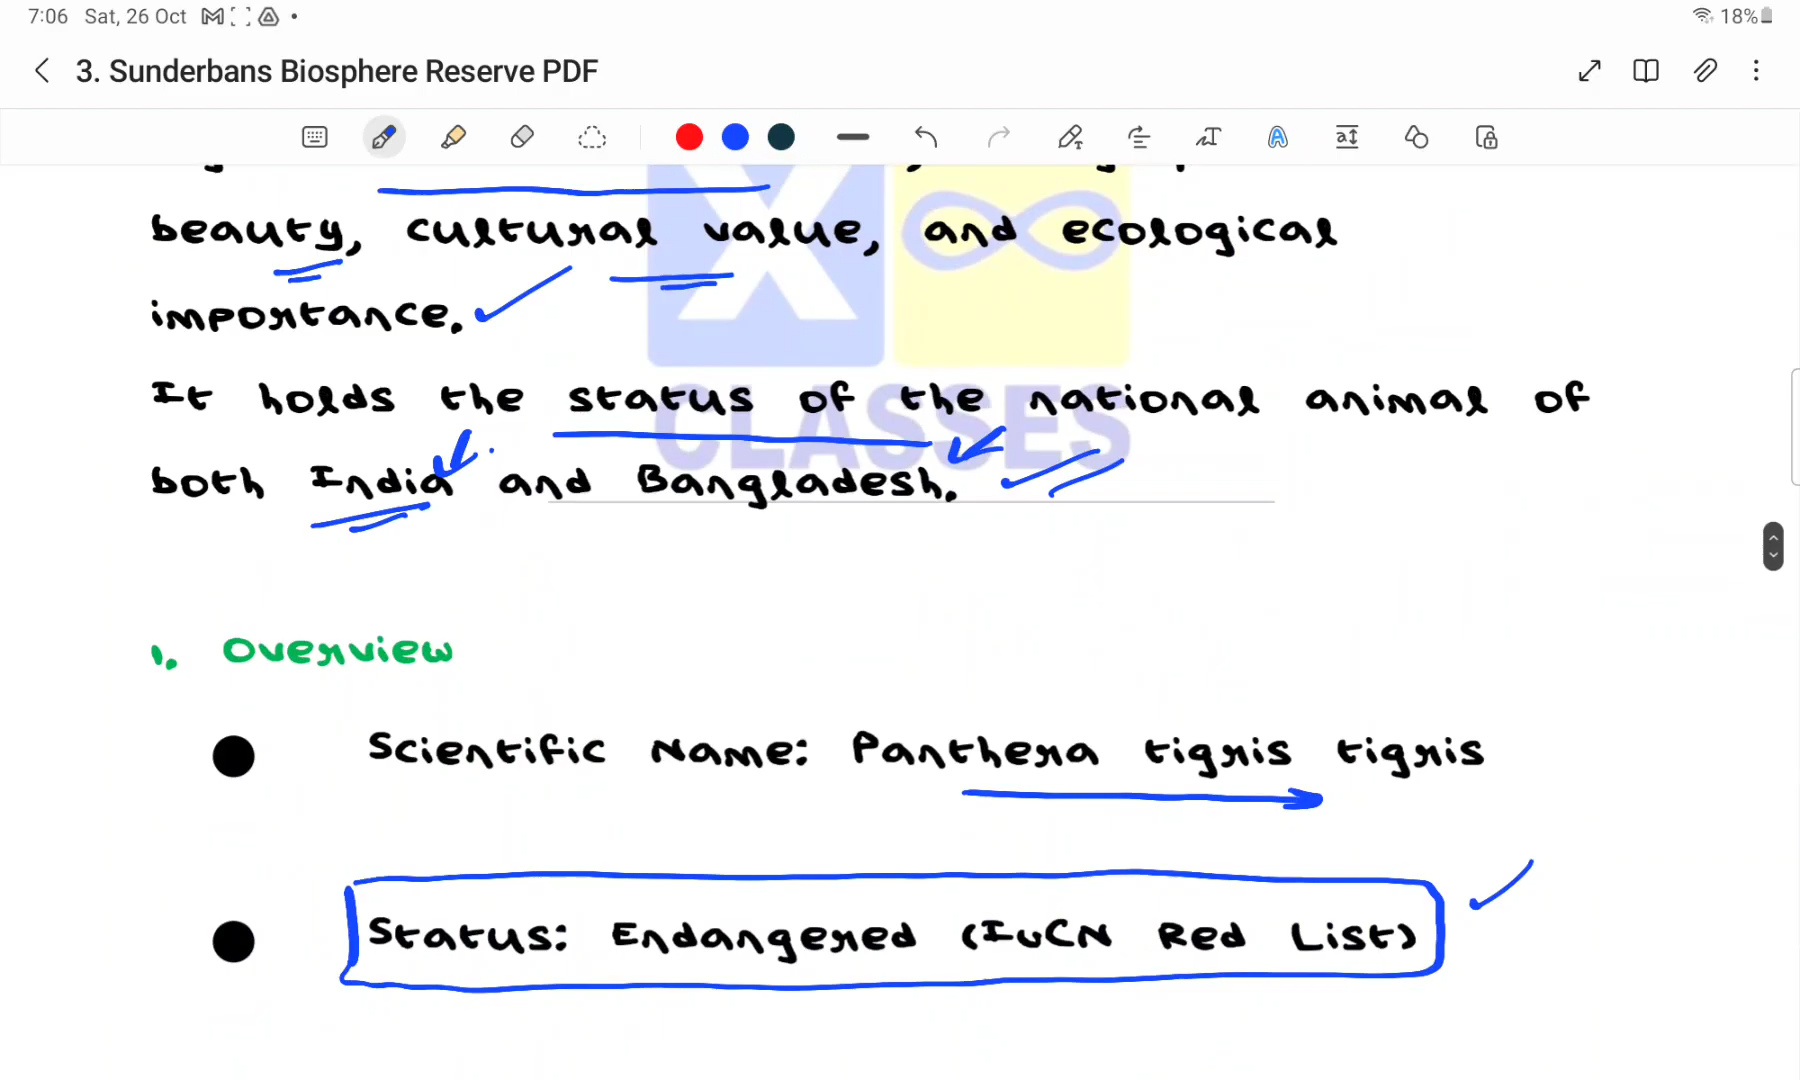 7:06 Sat, 26 Oct 18%
3. Sunderbans Biosphere Reserve PDF
beauty, cultural value, and ecological
importance.
It holds the status of the national animal of
both India and Bangladesh.
1. Overview
Scientific Name: Panthera tigris tigris
Status: Endangered (IUCN Red List)
X
CLASSES